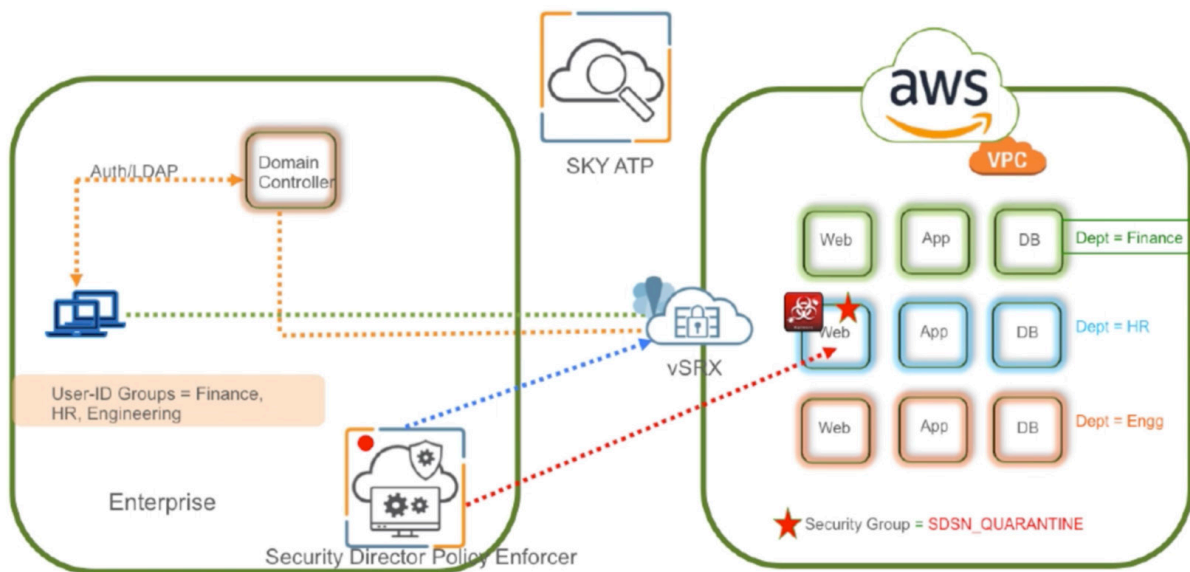 aws
VPC
SKY ATP
Auth/LDAP
Domain
Controller
Web
App
DB
Dept = Finance
Web
App
DB
Dept = HR
vSRX
User-ID Groups = Finance,
HR, Engineering
Web
App
DB
Dept = Engg
Enterprise
Security Director Policy Enforcer
Security Group = SDSN_QUARANTINE